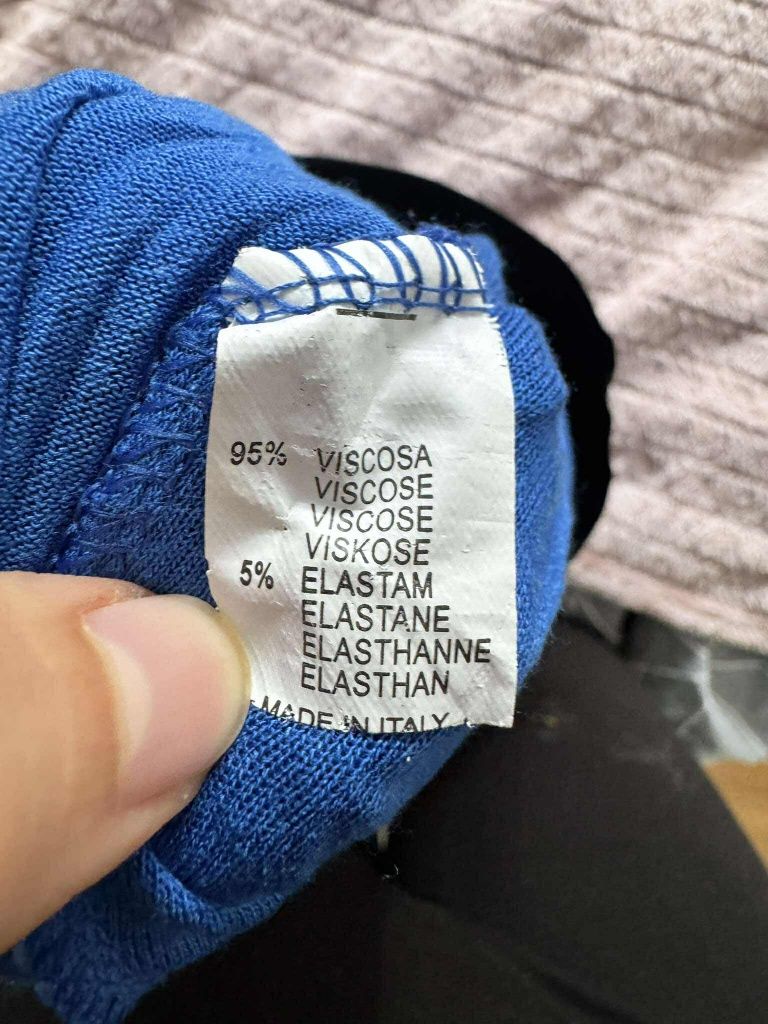 95% VISCOSA
VISCOSE
VISCOSE
VISKOSE
5% ELASTAM
ELASTANE
ELASTHANNE
ELASTHAN
MADE IN ITALY